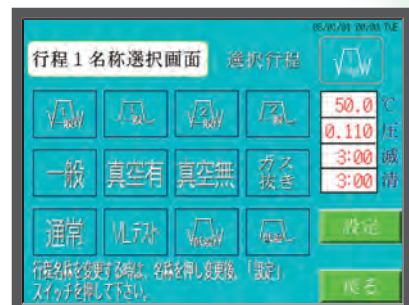 05/01/01 00:00 TUE
行程1名称選択画面
選択行程
50.0 ℃
0.110 圧
3:00 減
3:00 清
一般
真空有
真空無
ガス抜き
通常
VLテスト
設定
行程名称を変更する時は、名称を押し変更後、「設定」
スイッチを押して下さい。
戻る